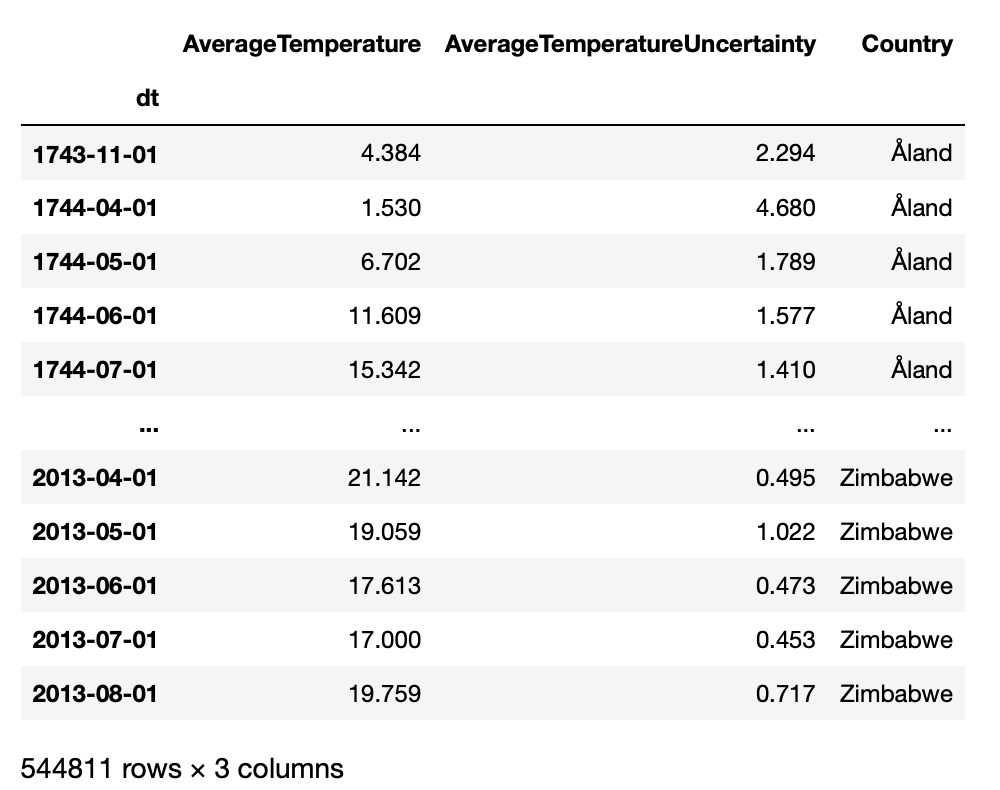 AverageTemperature AverageTemperatureUncertainty Country
dt
1743-11-01 4.384 2.294 Åland
1744-04-01 1.530 4.680 Åland
1744-05-01 6.702 1.789 Åland
1744-06-01 11.609 1.577 Åland
1744-07-01 15.342 1.410 Åland
... ... ... ...
2013-04-01 21.142 0.495 Zimbabwe
2013-05-01 19.059 1.022 Zimbabwe
2013-06-01 17.613 0.473 Zimbabwe
2013-07-01 17.000 0.453 Zimbabwe
2013-08-01 19.759 0.717 Zimbabwe
544811 rows × 3 columns